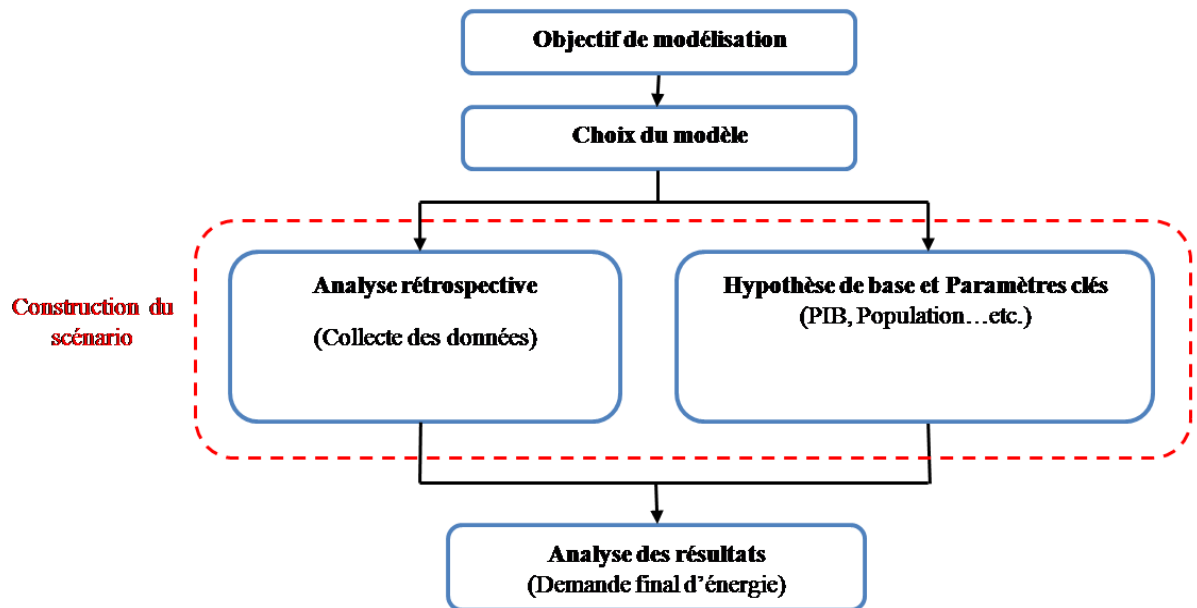 Objectif de modélisation
Choix du modèle
Construction du
scénario
Analyse rétrospective
(Collecte des données)
Hypothèse de base et Paramètres clés
(PIB, Population…etc.)
Analyse des résultats
(Demande final d’énergie)